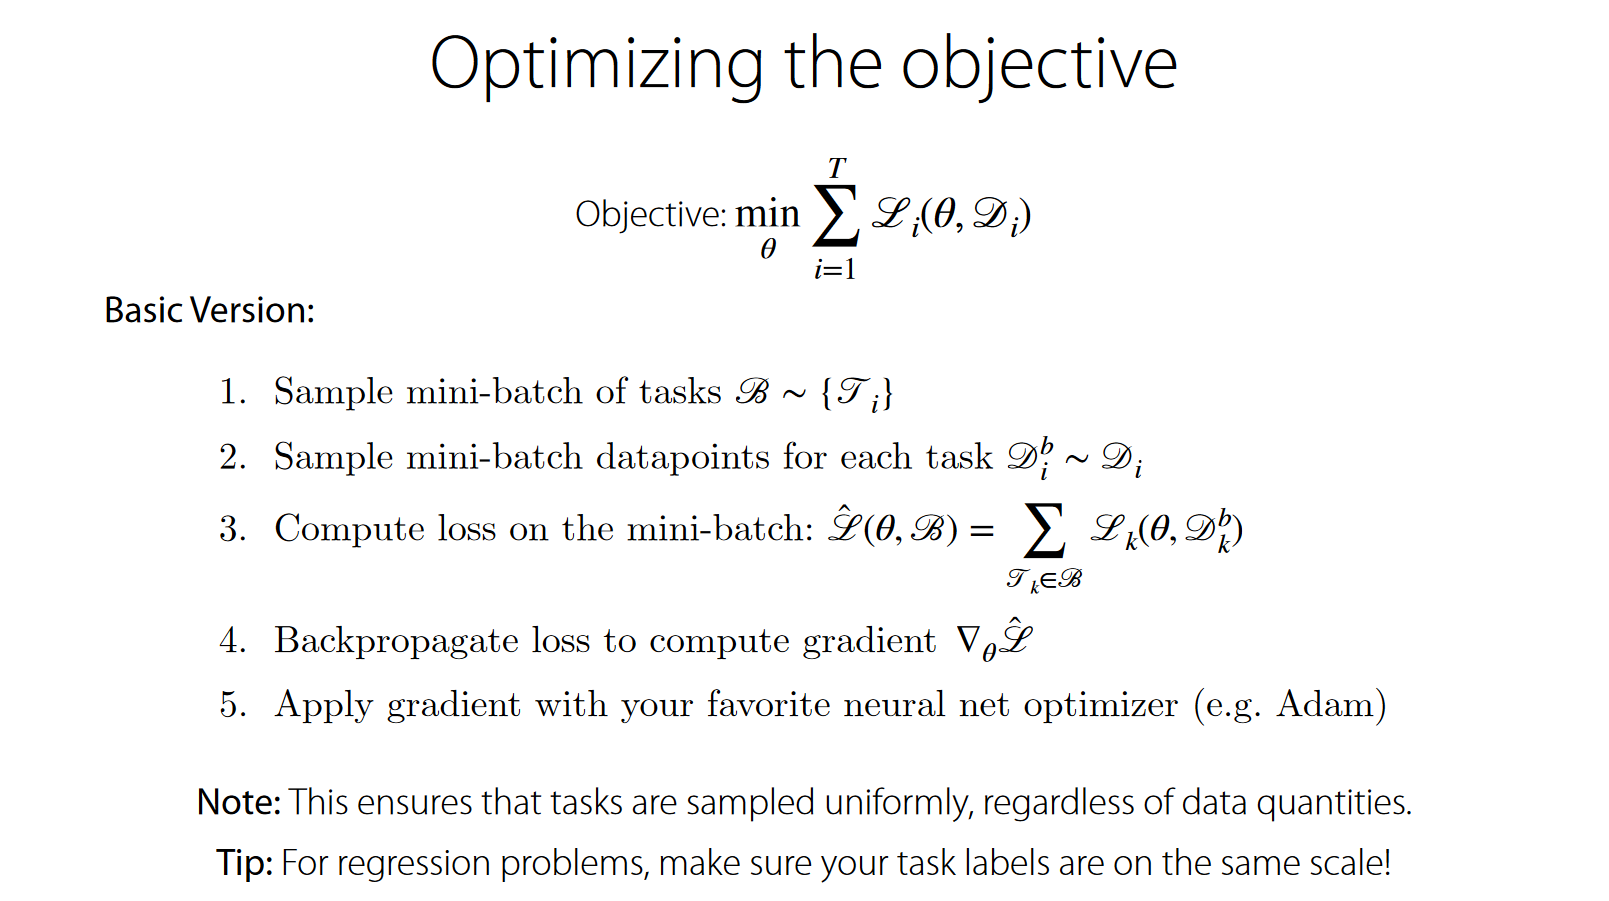 Optimizing the objective
Objective: $\min_{\theta} \sum_{i=1}^{T} \mathscr{L}_i(\theta, \mathscr{D}_i)$
Basic Version:
1. Sample mini-batch of tasks $\mathscr{B} \sim \{\mathscr{T}_i\}$
2. Sample mini-batch datapoints for each task $\mathscr{D}_i^b \sim \mathscr{D}_i$
3. Compute loss on the mini-batch: $\hat{\mathscr{L}}(\theta, \mathscr{B}) = \sum_{\mathscr{T}_k \in \mathscr{B}} \mathscr{L}_k(\theta, \mathscr{D}_k^b)$
4. Backpropagate loss to compute gradient $\nabla_\theta \hat{\mathscr{L}}$
5. Apply gradient with your favorite neural net optimizer (e.g. Adam)
Note: This ensures that tasks are sampled uniformly, regardless of data quantities.
Tip: For regression problems, make sure your task labels are on the same scale!